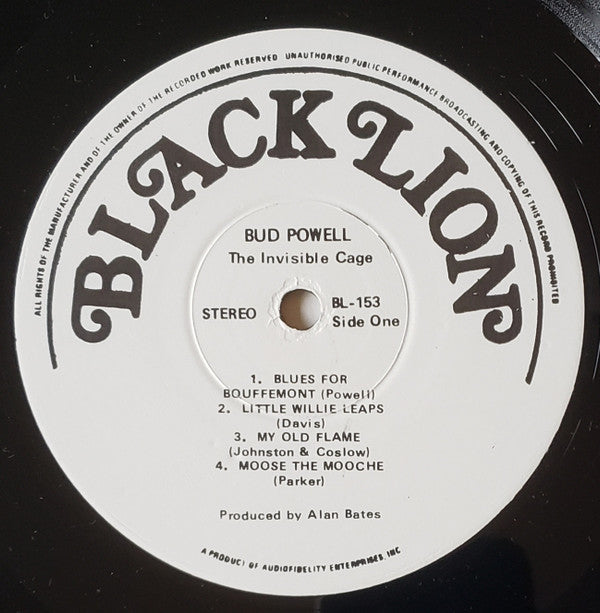 ALL RIGHTS OF THE MANUFACTURER AND OF THE OWNER OF THE RECORDED WORK RESERVED UNAUTHORISED PUBLIC PERFORMANCE BROADCASTING AND COPYING OF THIS RECORD PROHIBITED
BLACK LION
BUD POWELL
The Invisible Cage
STEREO
BL-153
Side One
1. BLUES FOR
BOUFFEMONT (Powell)
2. LITTLE WILLIE LEAPS
(Davis)
3. MY OLD FLAME
(Johnston & Coslow)
4. MOOSE THE MOOCHE
(Parker)
Produced by Alan Bates
A PRODUCT OF AUDIOFIDELITY ENTERPRISES, INC.